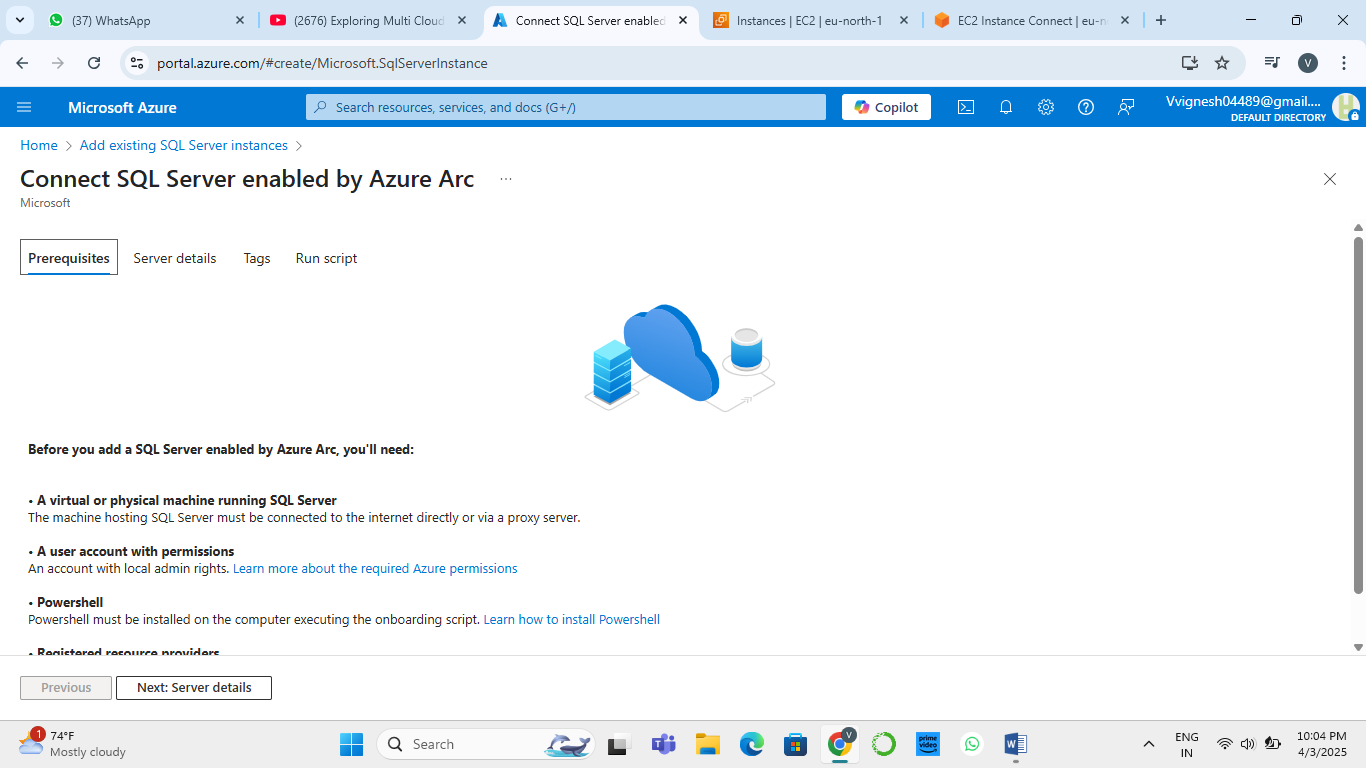 (37) WhatsApp
(2676) Exploring Multi Cloud
Connect SQL Server enabled
Instances | EC2 | eu-north-1
EC2 Instance Connect | eu-n
portal.azure.com/#create/Microsoft.SqlServerInstance
V
Microsoft Azure
Search resources, services, and docs (G+/)
Copilot
Vvignesh04489@gmail....
DEFAULT DIRECTORY
Home > Add existing SQL Server instances >
Connect SQL Server enabled by Azure Arc ...
Microsoft
Prerequisites Server details Tags Run script
Before you add a SQL Server enabled by Azure Arc, you'll need:
• A virtual or physical machine running SQL Server
The machine hosting SQL Server must be connected to the internet directly or via a proxy server.
• A user account with permissions
An account with local admin rights. Learn more about the required Azure permissions
• Powershell
Powershell must be installed on the computer executing the onboarding script. Learn how to install Powershell
• Registered resource providers
Previous Next: Server details
1
74°F
Mostly cloudy
Search
V
prime video
ENG
IN
10:04 PM
4/3/2025